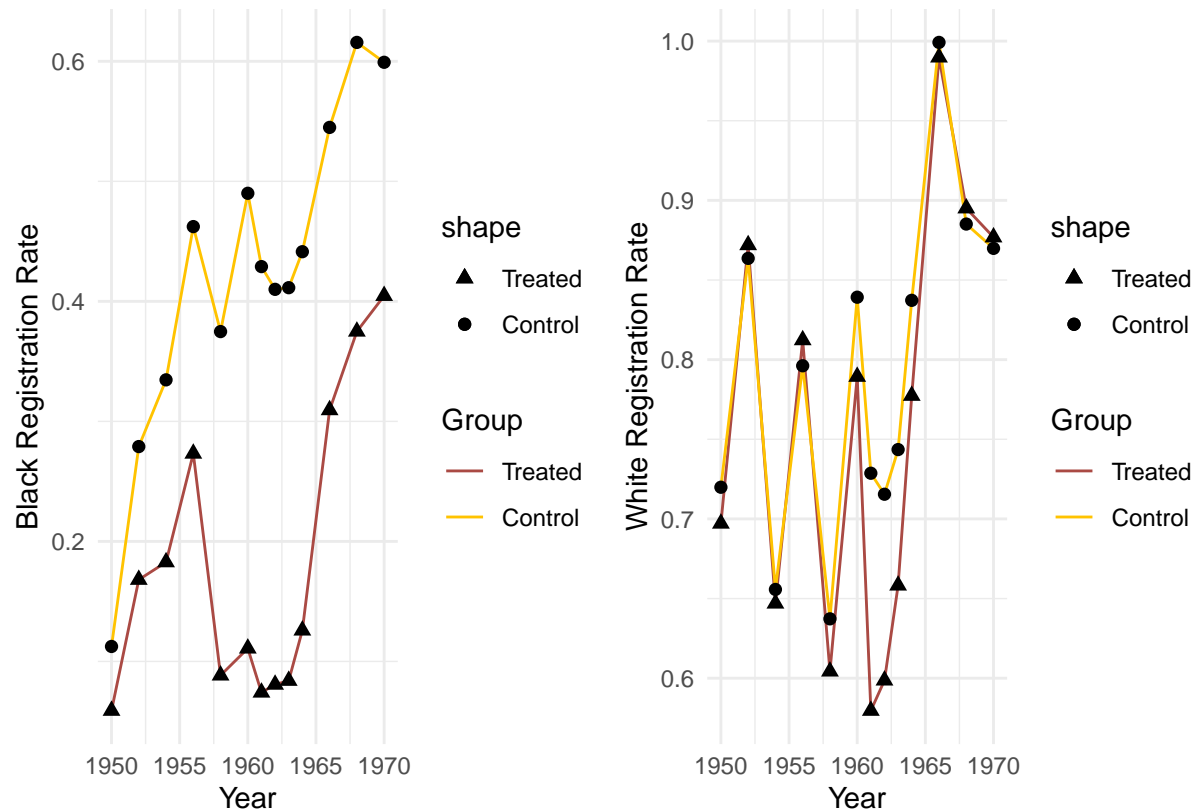 Black Registration Rate
0.6
0.4
0.2
1950 1955 1960 1965 1970
Year
shape
Treated
Control
Group
Treated
Control
White Registration Rate
1.0
0.9
0.8
0.7
0.6
1950 1955 1960 1965 1970
Year
shape
Treated
Control
Group
Treated
Control